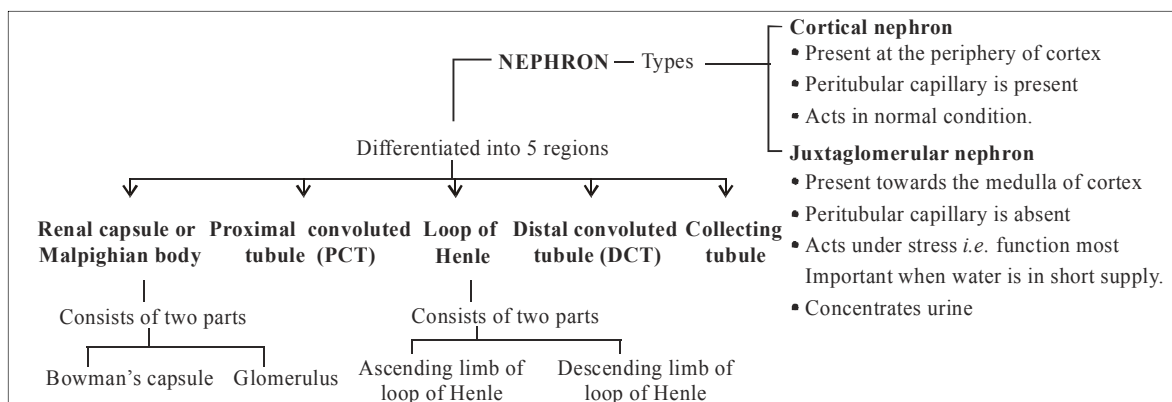 NEPHRON — Types
Cortical nephron
• Present at the periphery of cortex
• Peritubular capillary is present
• Acts in normal condition.
Juxtaglomerular nephron
• Present towards the medulla of cortex
• Peritubular capillary is absent
• Acts under stress i.e. function most
Important when water is in short supply.
• Concentrates urine
Differentiated into 5 regions
Renal capsule or
Malpighian body
Proximal convoluted
tubule (PCT)
Loop of
Henle
Distal convoluted
tubule (DCT)
Collecting
tubule
Consists of two parts
Bowman's capsule
Glomerulus
Consists of two parts
Ascending limb of
loop of Henle
Descending limb of
loop of Henle